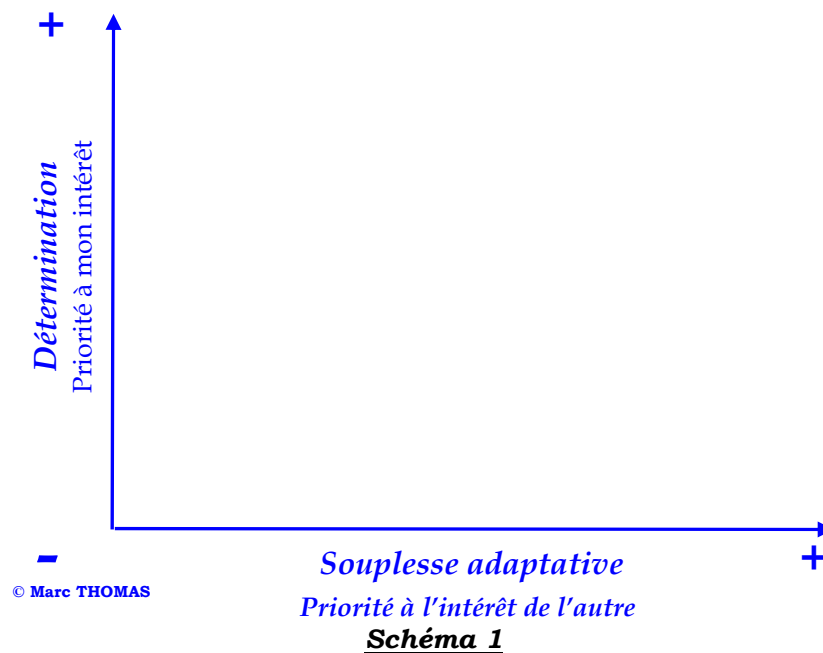 +
Détermination
Priorité à mon intérêt
-
Souplesse adaptative
+
© Marc THOMAS
Priorité à l’intérêt de l’autre
Schéma 1